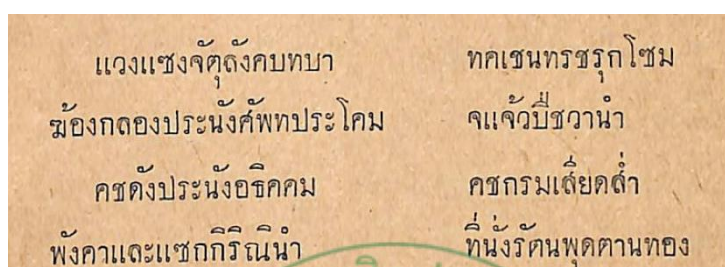 แวงแซงจัตุลังคบทบา ทคเชนทรชรุกโซม
ฆ้องกลองประนังศัพทประโคม จแจ้วปี่ชวานำ
คชดังประนังอธิคคม คชกรมเสียดส่ำ
พังคาและแซกกิริณินำ ที่นั่งรัตนพุดตานทอง